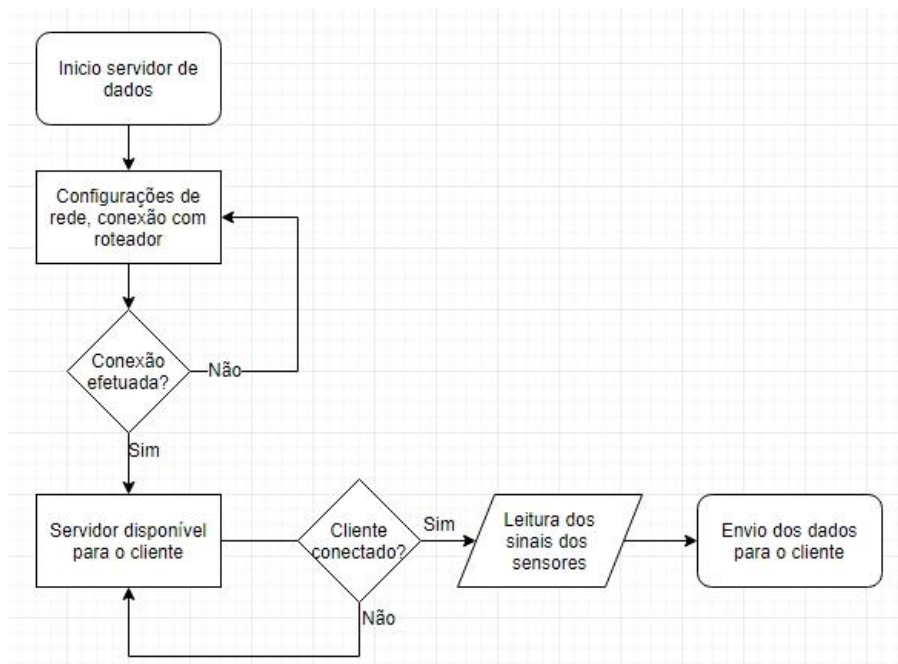 Inicio servidor de
dados
Configurações de
rede, conexão com
roteador
Conexão
efetuada?
Não
Sim
Servidor disponível
para o cliente
Cliente
conectado?
Sim
Não
Leitura dos
sinais dos
sensores
Envio dos dados
para o cliente